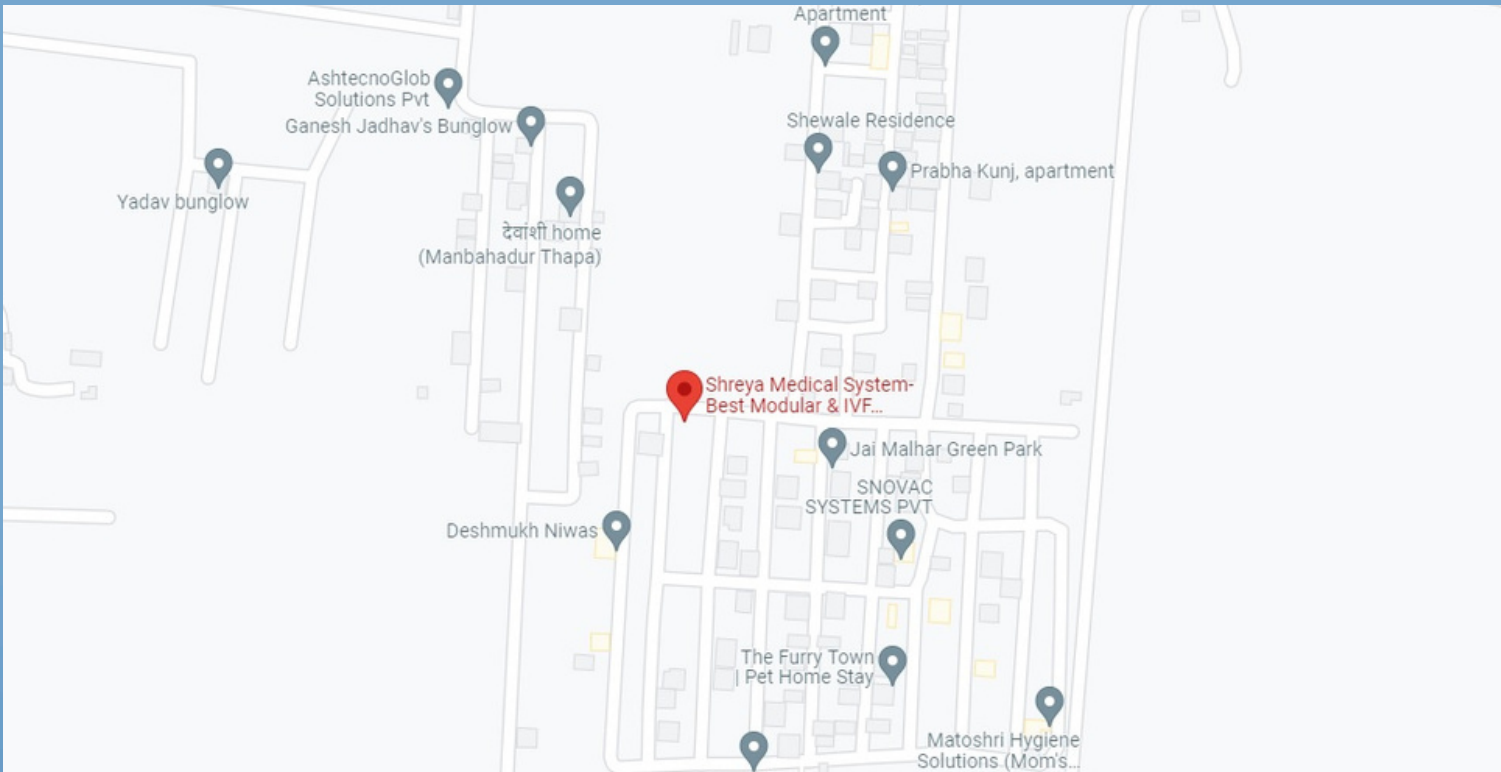 Apartment
AshtecnoGlob
Solutions Pvt
Ganesh Jadhav's Bunglow
Shewale Residence
Prabha Kunj, apartment
Yadav bunglow
देवांशी home
(Manbahadur Thapa)
Shreya Medical System-
Best Modular & IVF...
Jai Malhar Green Park
SNOVAC
SYSTEMS PVT
Deshmukh Niwas
The Furry Town
| Pet Home Stay
Matoshri Hygiene
Solutions (Mom's...